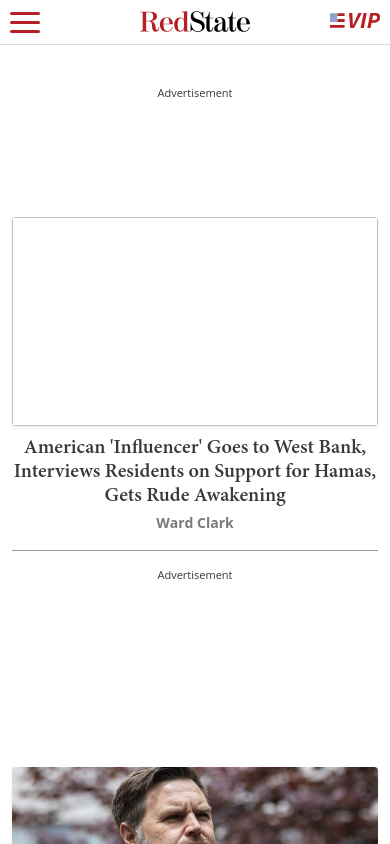 RedState
VIP
Advertisement
American 'Influencer' Goes to West Bank,
Interviews Residents on Support for Hamas,
Gets Rude Awakening
Ward Clark
Advertisement